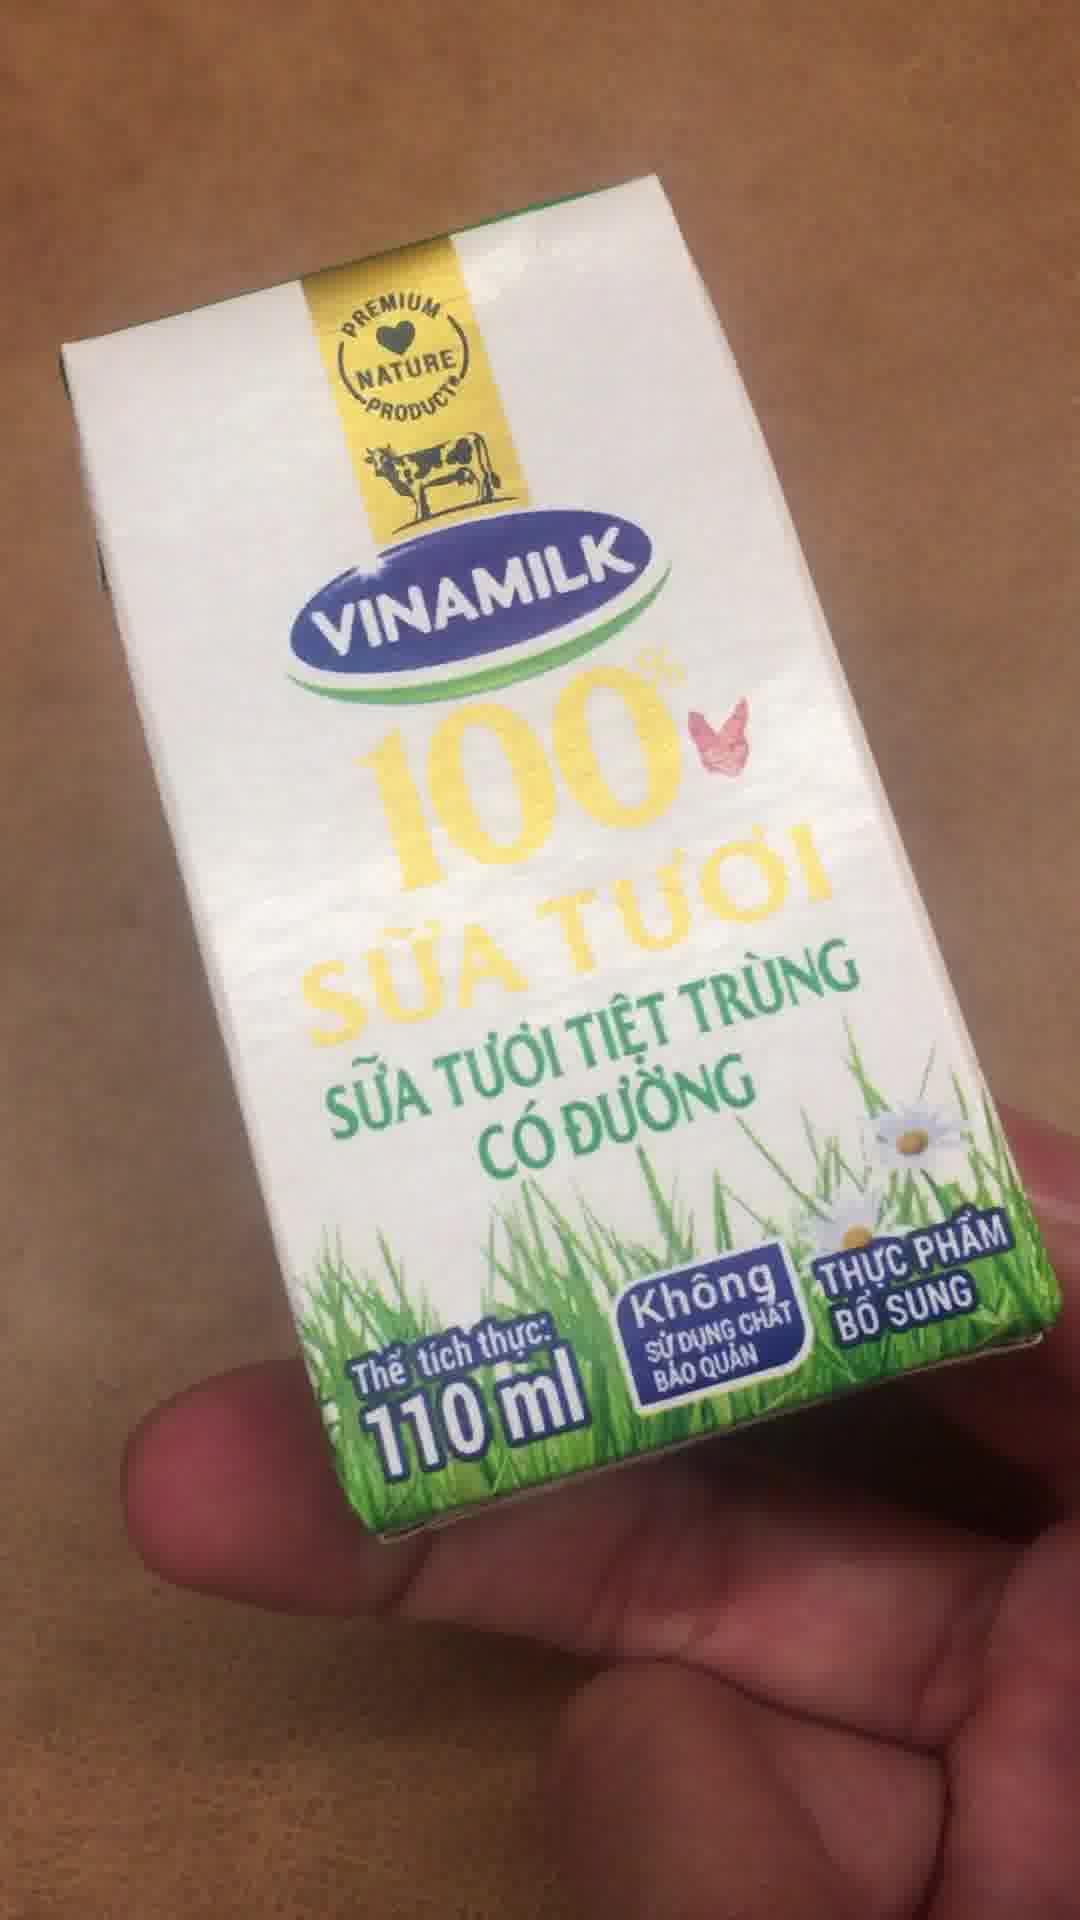 PREMIUM
NATURE
PRODUCT
VINAMILK
100%
SỮA TƯƠI
SỮA TƯƠI TIỆT TRÙNG
CÓ ĐƯỜNG
Thể tích thực:
110 ml
Không
SỬ DỤNG CHẤT
BẢO QUẢN
THỰC PHẨM
BỔ SUNG